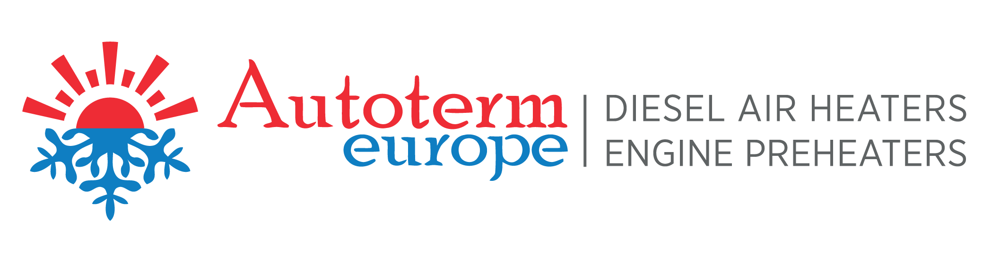 Autoterm
europe
DIESEL AIR HEATERS
ENGINE PREHEATERS